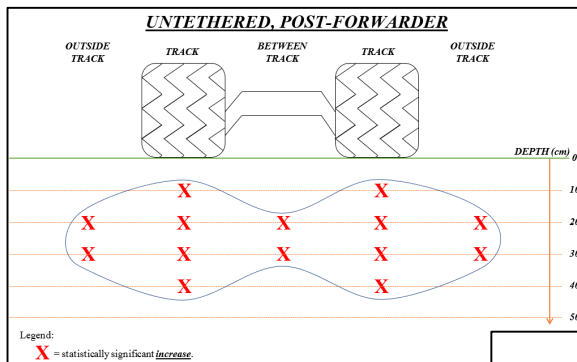 UNTETHERED, POST-FORWARDER
OUTSIDE TRACK BETWEEN TRACK OUTSIDE
TRACK TRACK TRACK
DEPTH (cm) 0
X X 10
X X X X X 20
X X X X X 30
X X 40
50
Legend:
X = statistically significant increase.